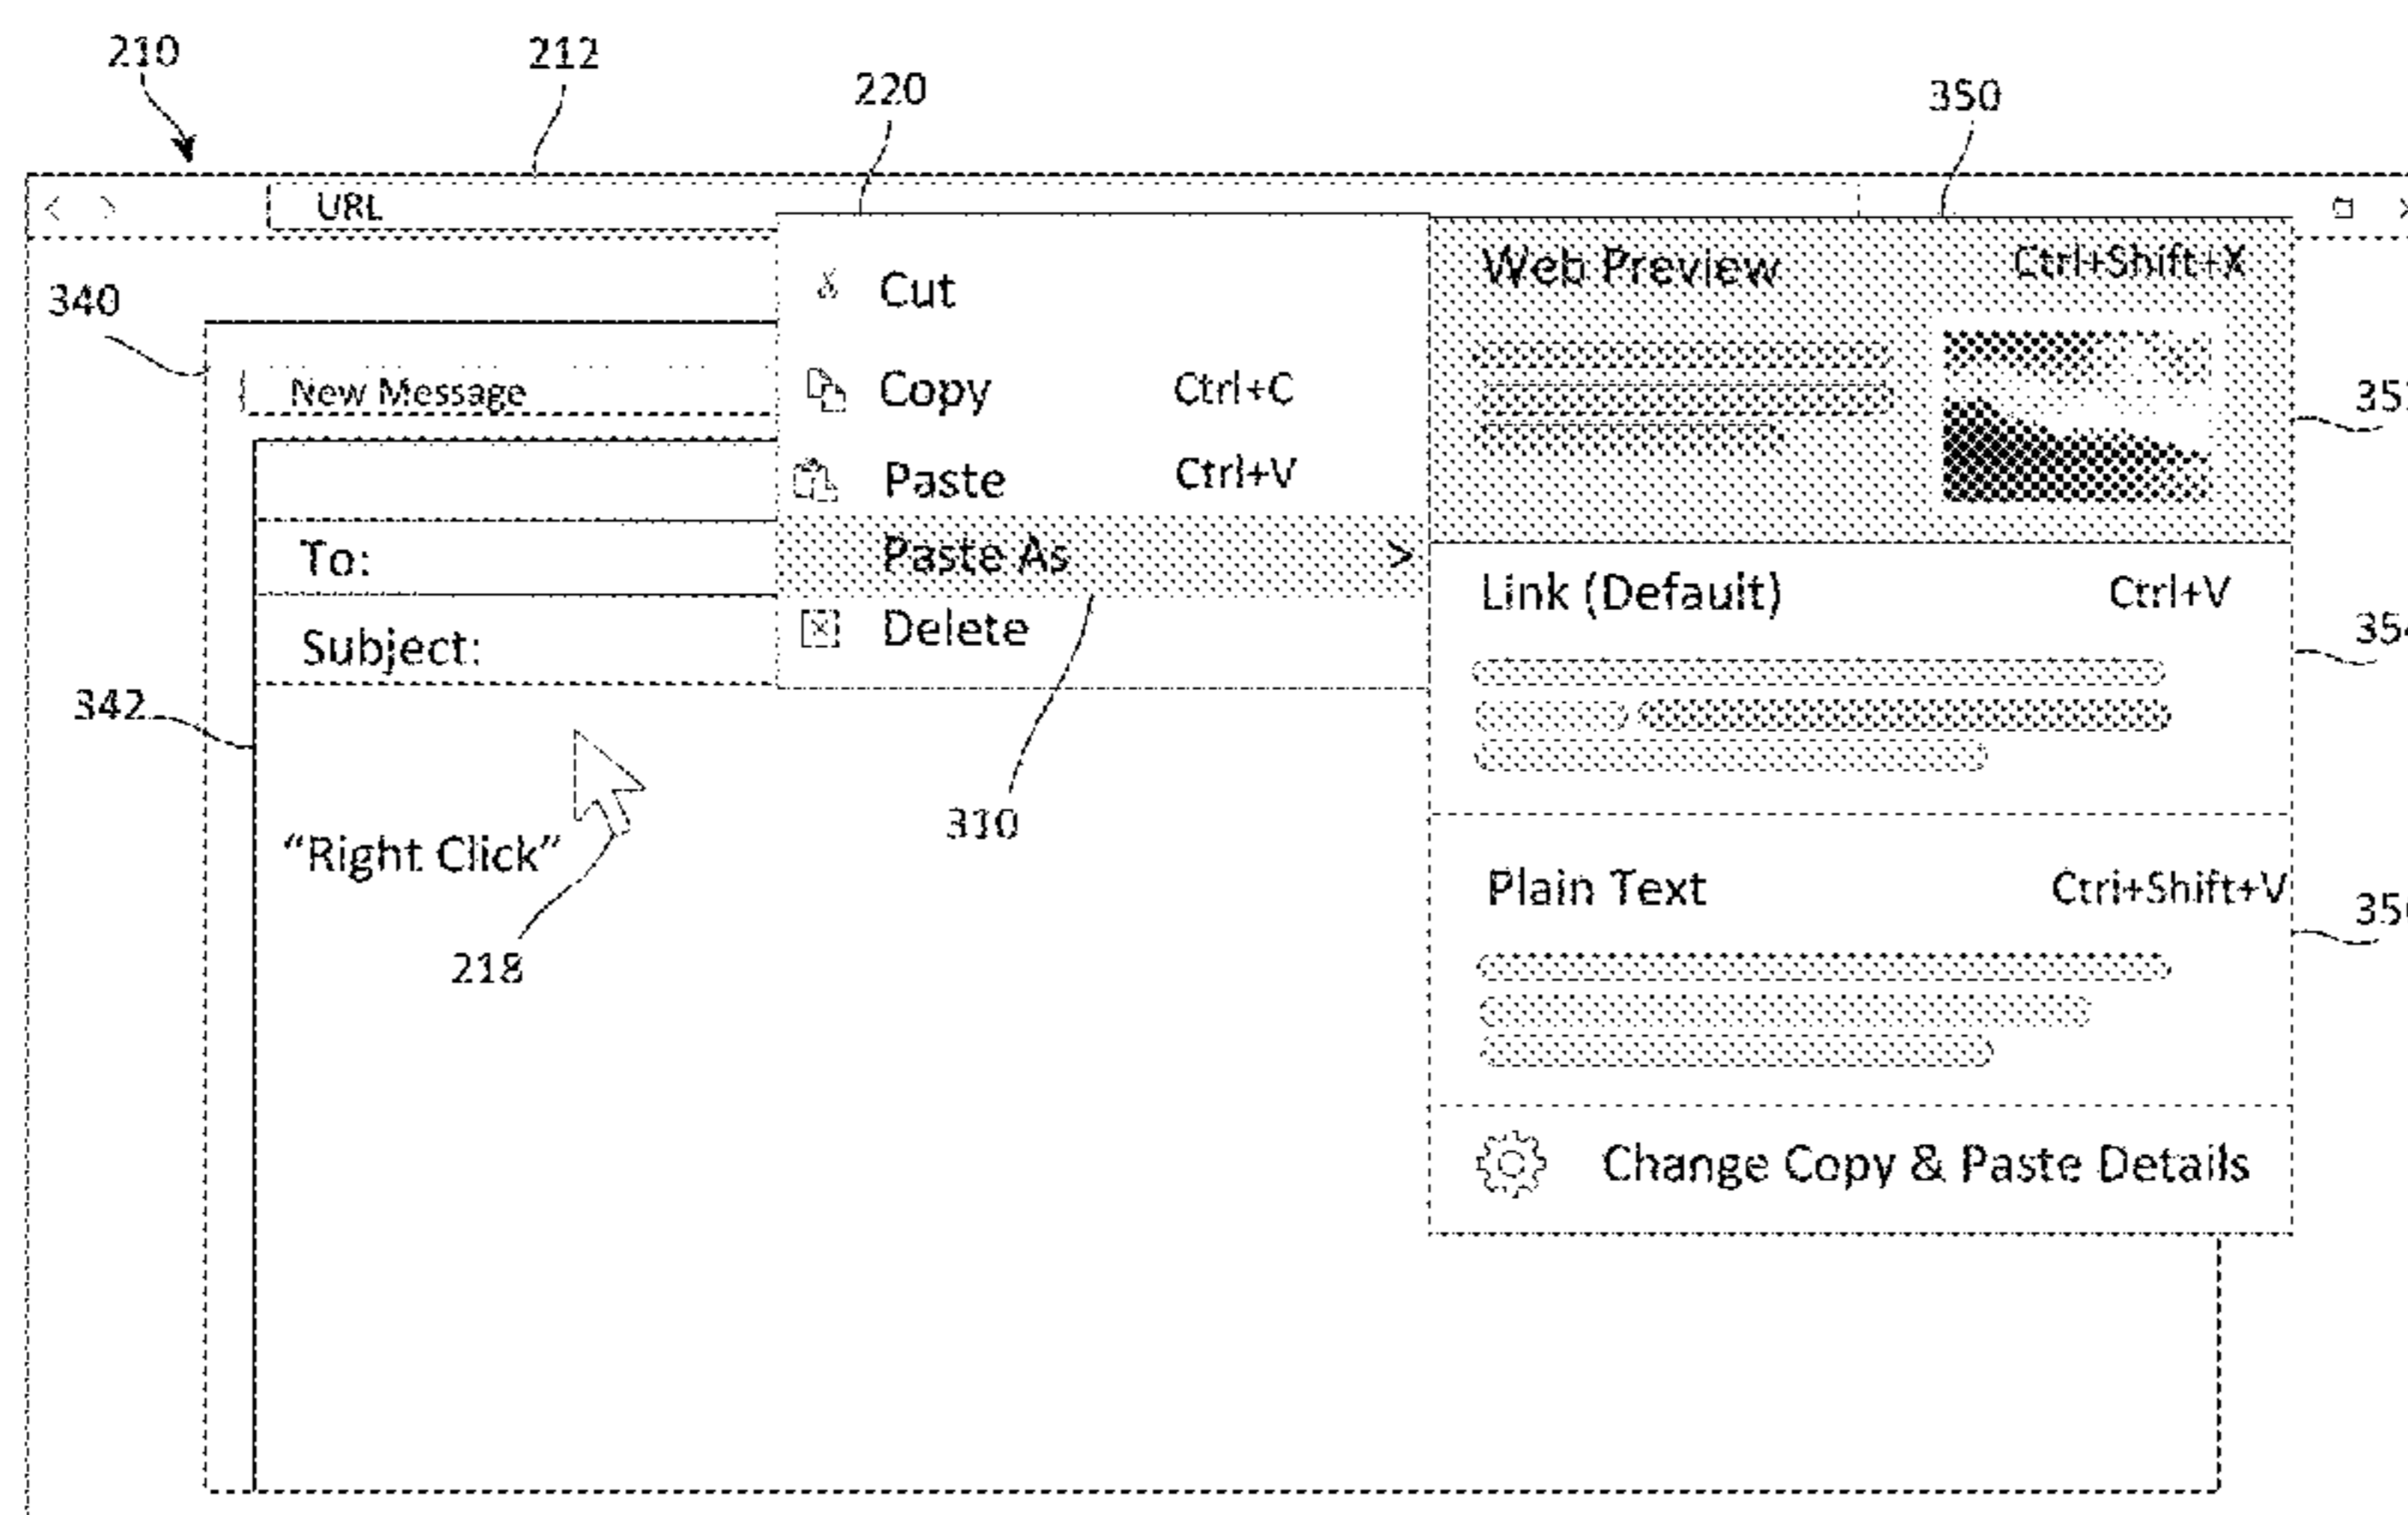 210
212
220
350
URL
Web Preview Ctrl+Shift+X
340
Cut
New Message
Copy Ctrl+C
Paste Ctrl+V
To:
Paste As >
Link (Default) Ctrl+V
Subject:
Delete
342
310
"Right Click"
Plain Text Ctrl+Shift+V
218
Change Copy & Paste Details